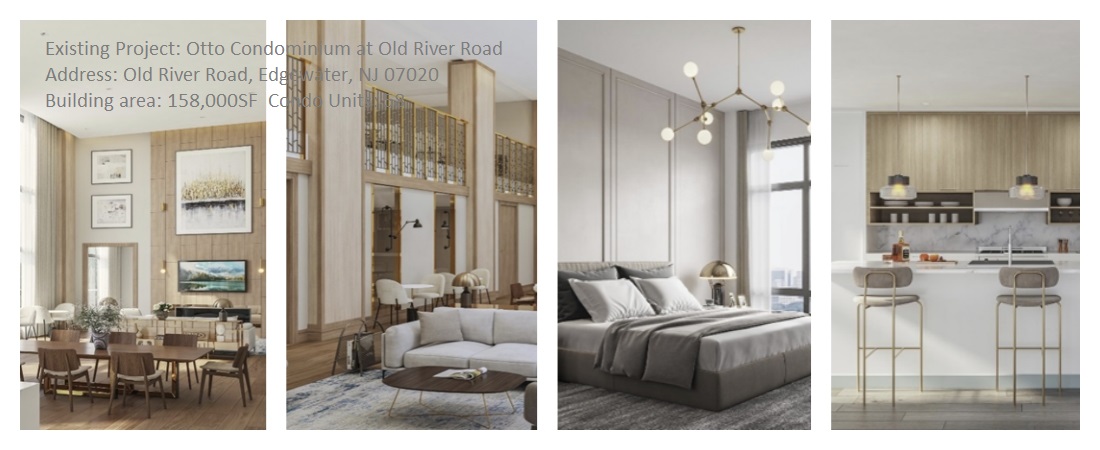 Existing Project: Otto Condominium at Old River Road
Address: Old River Road, Edgewater, NJ 07020
Building area: 158,000SF Condo Unit